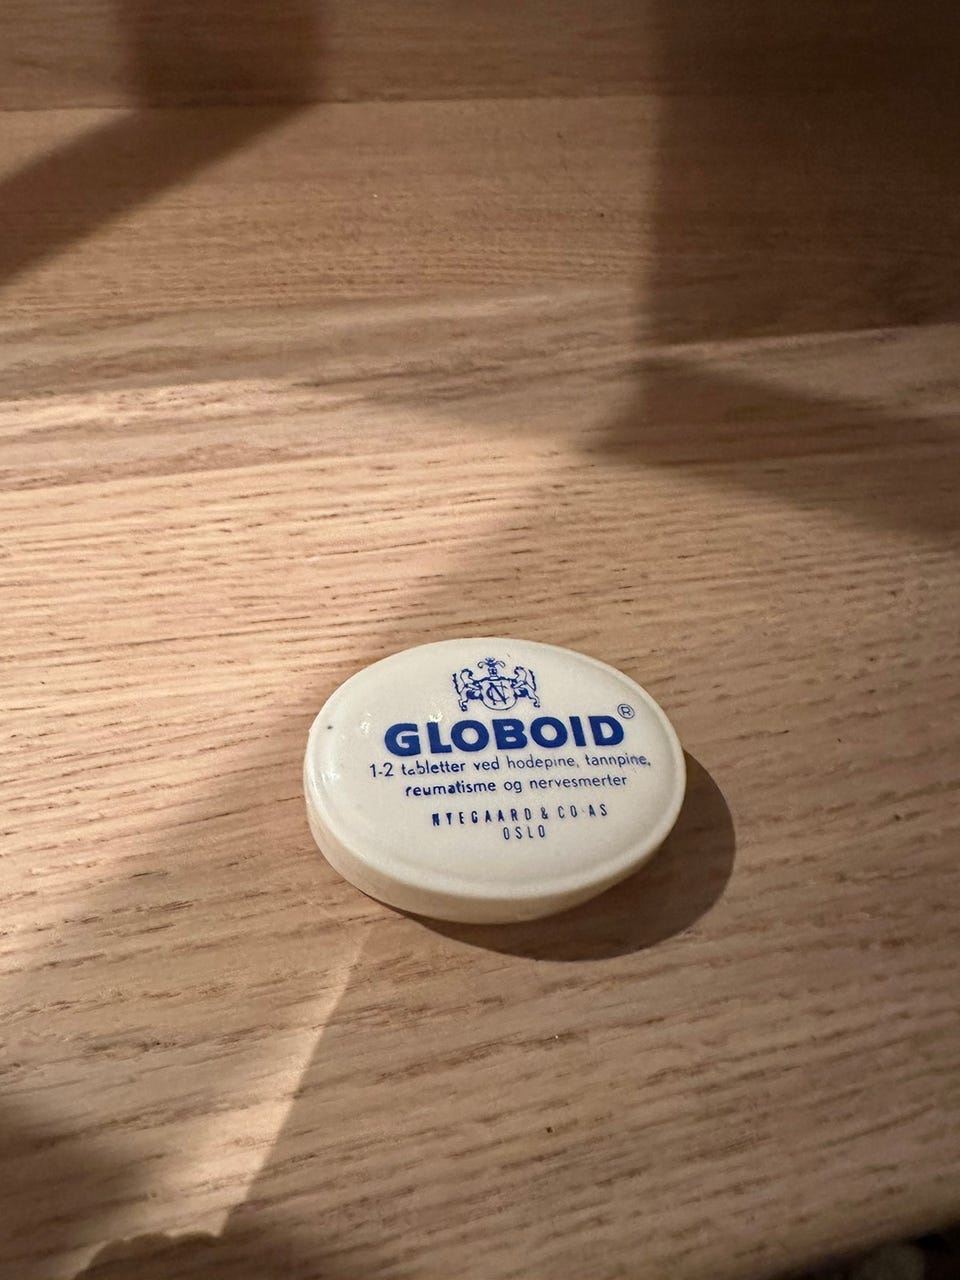 N
GLOBOID ®
1-2 tabletter ved hodepine, tannpine,
reumatisme og nervesmerter
NYEGAARD & CO AS
OSLO